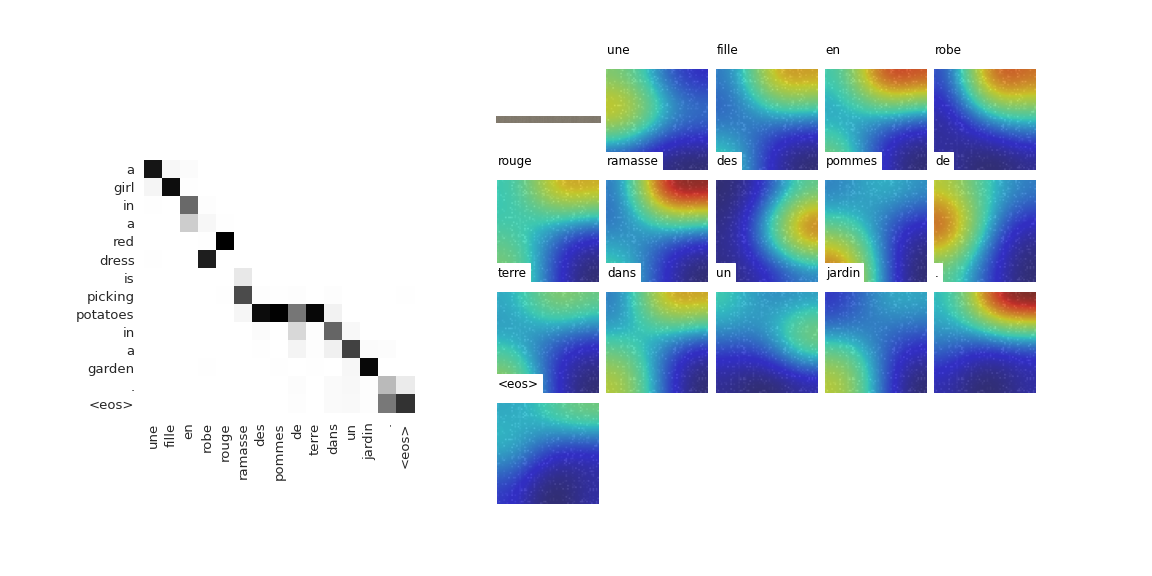 a
girl
in
a
red
dress
is
picking
potatoes
in
a
garden
.
<eos>
une
fille
en
robe
rouge
ramasse
des
pommes
de
terre
dans
un
jardin
.
<eos>
une fille en robe
rouge ramasse des pommes de
terre dans un jardin .
<eos>